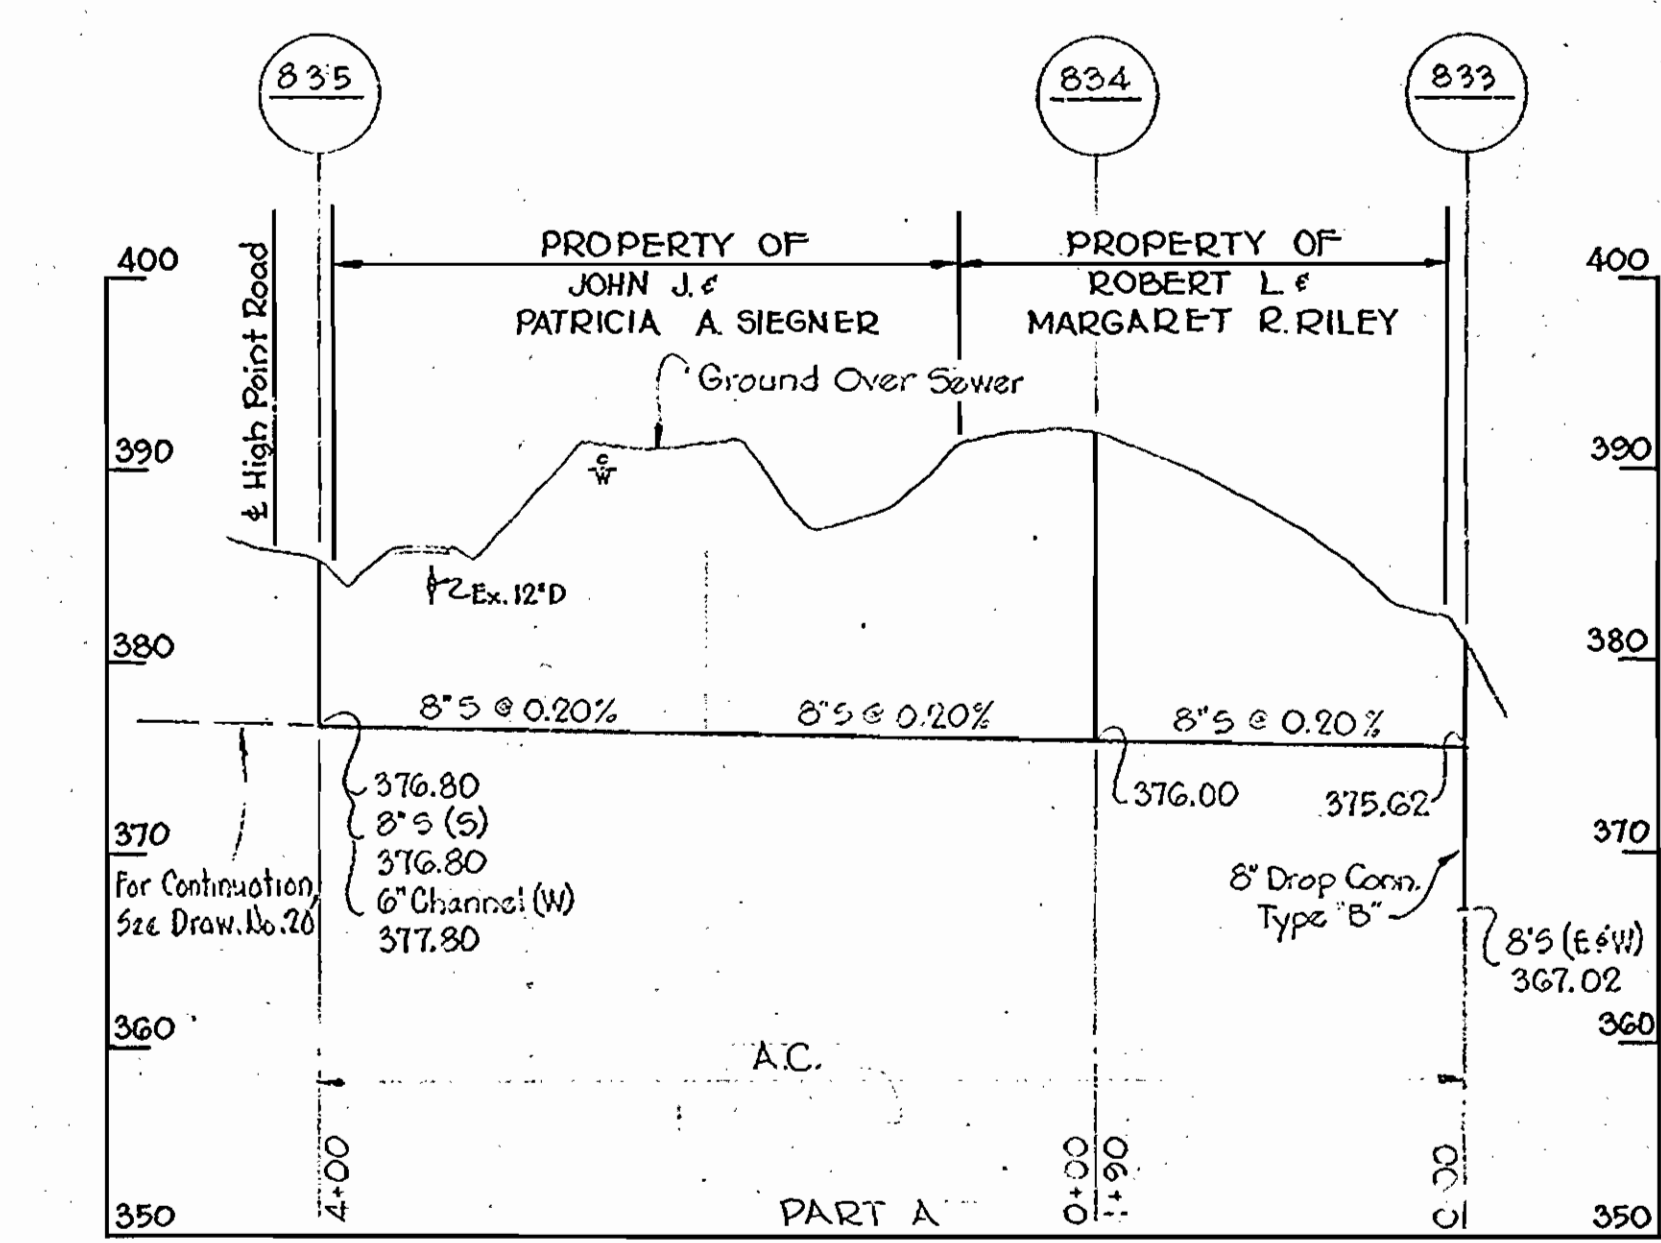 835
834
833
PROPERTY OF
JOHN J. &
PATRICIA A. SIEGNER
PROPERTY OF
ROBERT L. &
MARGARET R. RILEY
℄ High Point Road
400
400
Ground Over Sewer
390
390
C/W
Ex. 12"D
380
380
8"S @ 0.20%
8"S @ 0.20%
8"S @ 0.20%
376.80
8"S (S)
376.80
6" Channel (W)
377.80
376.00
375.62
370
370
For Continuation,
See Draw. No. 20
8" Drop Conn.
Type "B"
8"S (E & W)
367.02
360
360
A.C.
4+00
0+00
+90
PART A
350
350